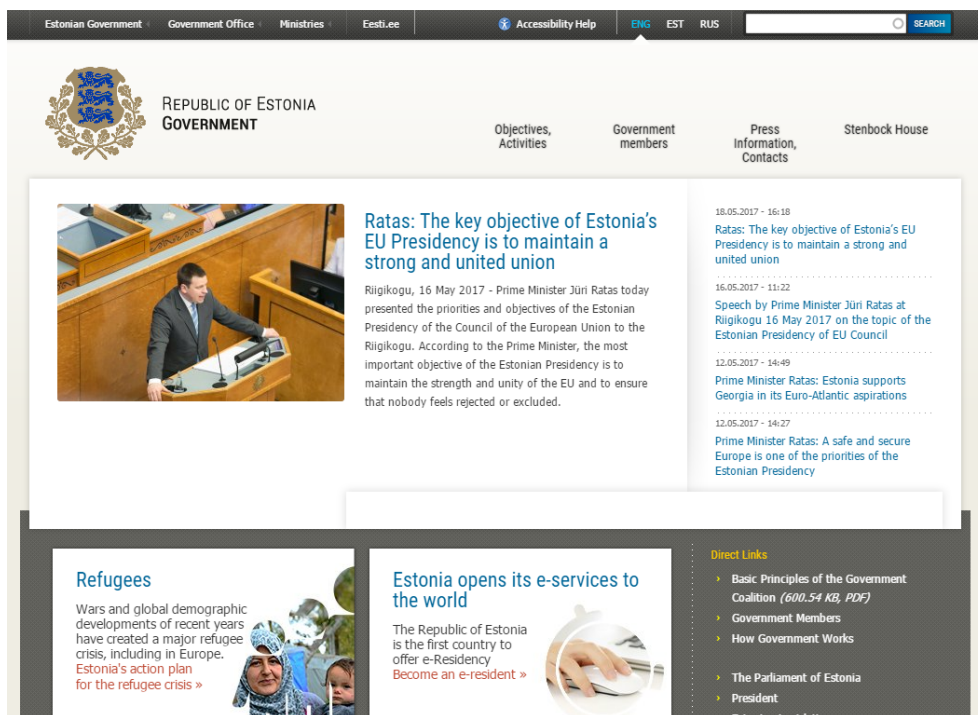 Estonian Government
Government Office
Ministries
Eesti.ee
Accessibility Help
ENG
EST
RUS
SEARCH
REPUBLIC OF ESTONIA
GOVERNMENT
Objectives,
Activities
Government
members
Press
Information,
Contacts
Stenbock House
Ratas: The key objective of Estonia's
EU Presidency is to maintain a
strong and united union
Riigikogu, 16 May 2017 - Prime Minister Jüri Ratas today
presented the priorities and objectives of the Estonian
Presidency of the Council of the European Union to the
Riigikogu. According to the Prime Minister, the most
important objective of the Estonian Presidency is to
maintain the strength and unity of the EU and to ensure
that nobody feels rejected or excluded.
18.05.2017 - 16:18
Ratas: The key objective of Estonia's EU
Presidency is to maintain a strong and
united union
16.05.2017 - 11:22
Speech by Prime Minister Jüri Ratas at
Riigikogu 16 May 2017 on the topic of the
Estonian Presidency of EU Council
12.05.2017 - 14:49
Prime Minister Ratas: Estonia supports
Georgia in its Euro-Atlantic aspirations
12.05.2017 - 14:27
Prime Minister Ratas: A safe and secure
Europe is one of the priorities of the
Estonian Presidency
Refugees
Wars and global demographic
developments of recent years
have created a major refugee
crisis, including in Europe.
Estonia's action plan
for the refugee crisis »
Estonia opens its e-services to
the world
The Republic of Estonia
is the first country to
offer e-Residency
Become an e-resident »
Direct Links
Basic Principles of the Government
Coalition (600.54 KB, PDF)
Government Members
How Government Works
The Parliament of Estonia
President